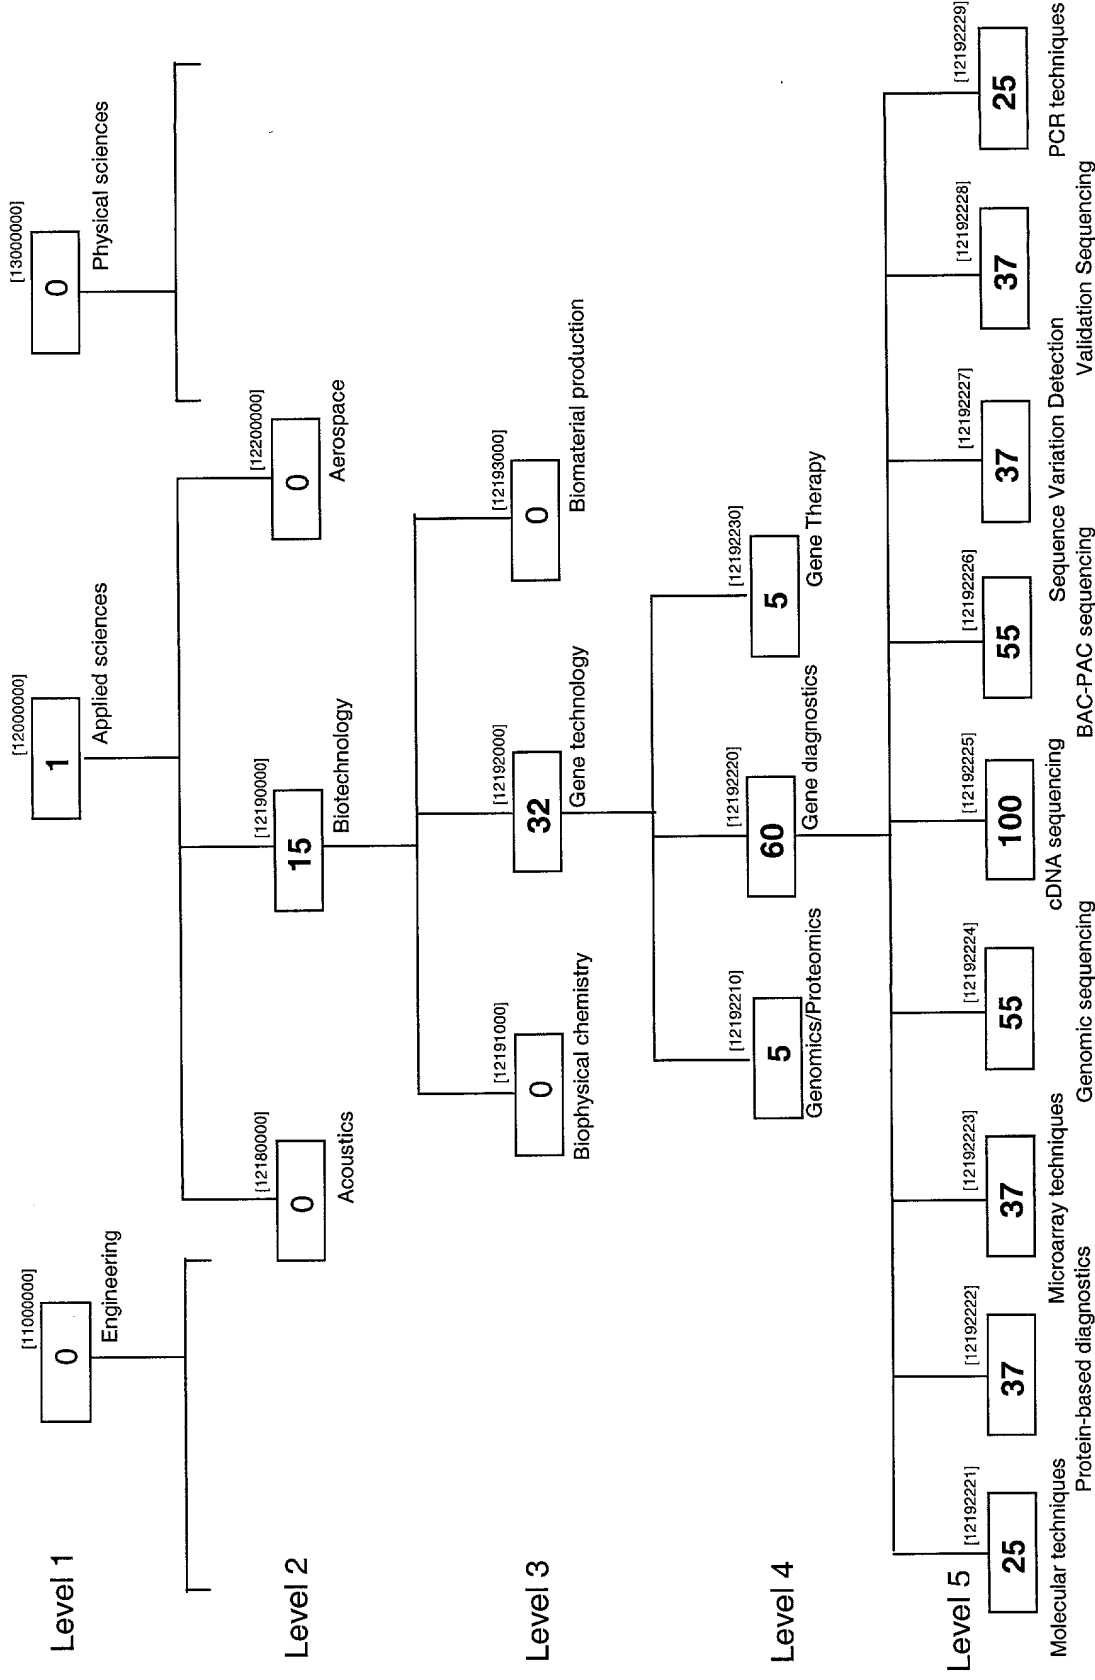 Level 1
[11000000]
0
Engineering
[12000000]
1
Applied sciences
[13000000]
0
Physical sciences
Level 2
[12180000]
0
Acoustics
[12190000]
15
Biotechnology
[12200000]
0
Aerospace
Level 3
[12191000]
0
Biophysical chemistry
[12192000]
32
Gene technology
[12193000]
0
Biomaterial production
Level 4
[12192210]
5
Genomics/Proteomics
[12192220]
60
Gene diagnostics
[12192230]
5
Gene Therapy
Level 5
[12192221]
25
Molecular techniques
[12192222]
37
Protein-based diagnostics
[12192223]
37
Microarray techniques
[12192224]
55
Genomic sequencing
[12192225]
100
cDNA sequencing
[12192226]
55
BAC-PAC sequencing
[12192227]
37
Sequence Variation Detection
[12192228]
37
Validation Sequencing
[12192229]
25
PCR techniques